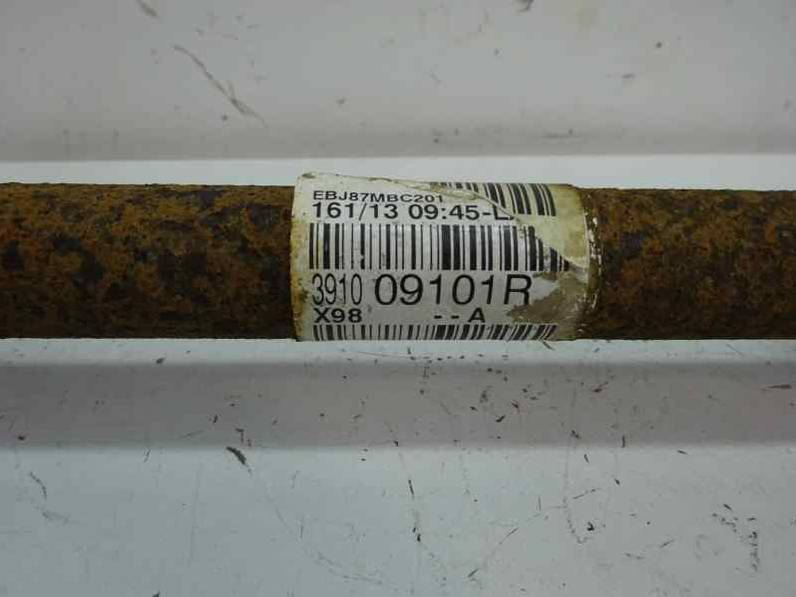 EBJ87MBC201
161/13 09:45-L
3910 09101R
X98 --A